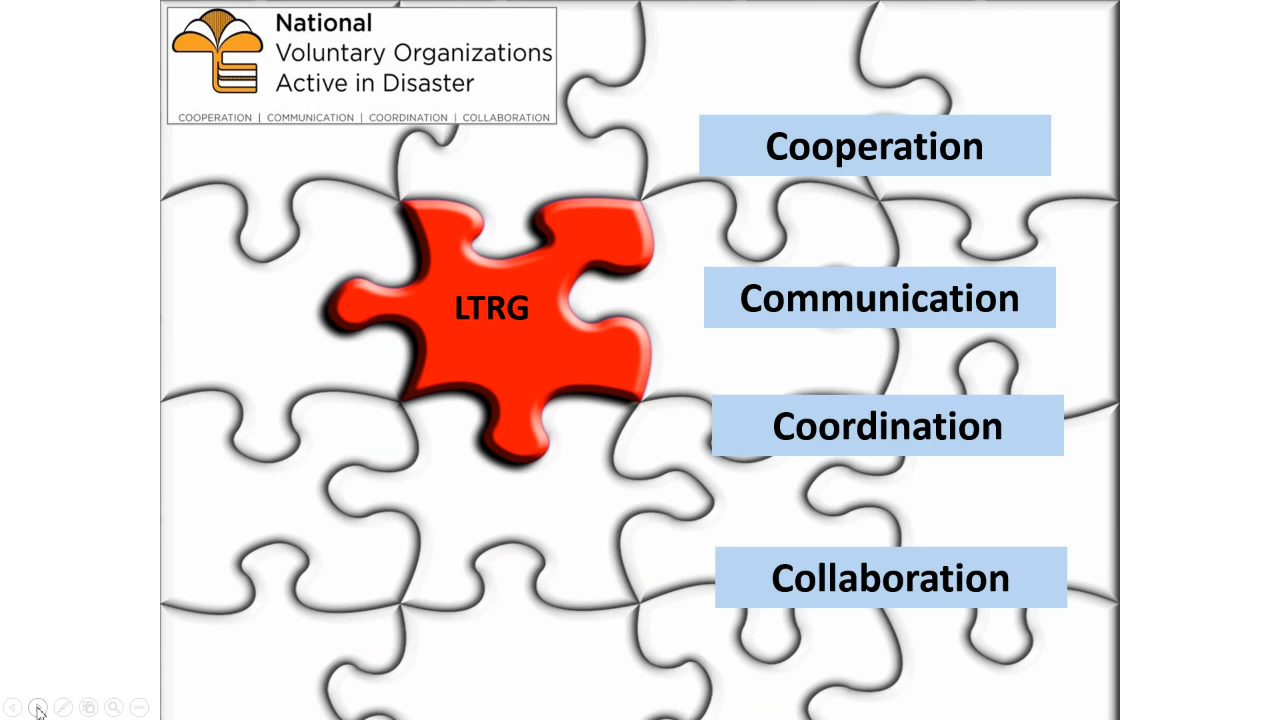 National
Voluntary Organizations
Active in Disaster
COOPERATION | COMMUNICATION | COORDINATION | COLLABORATION
Cooperation
LTRG
Communication
Coordination
Collaboration